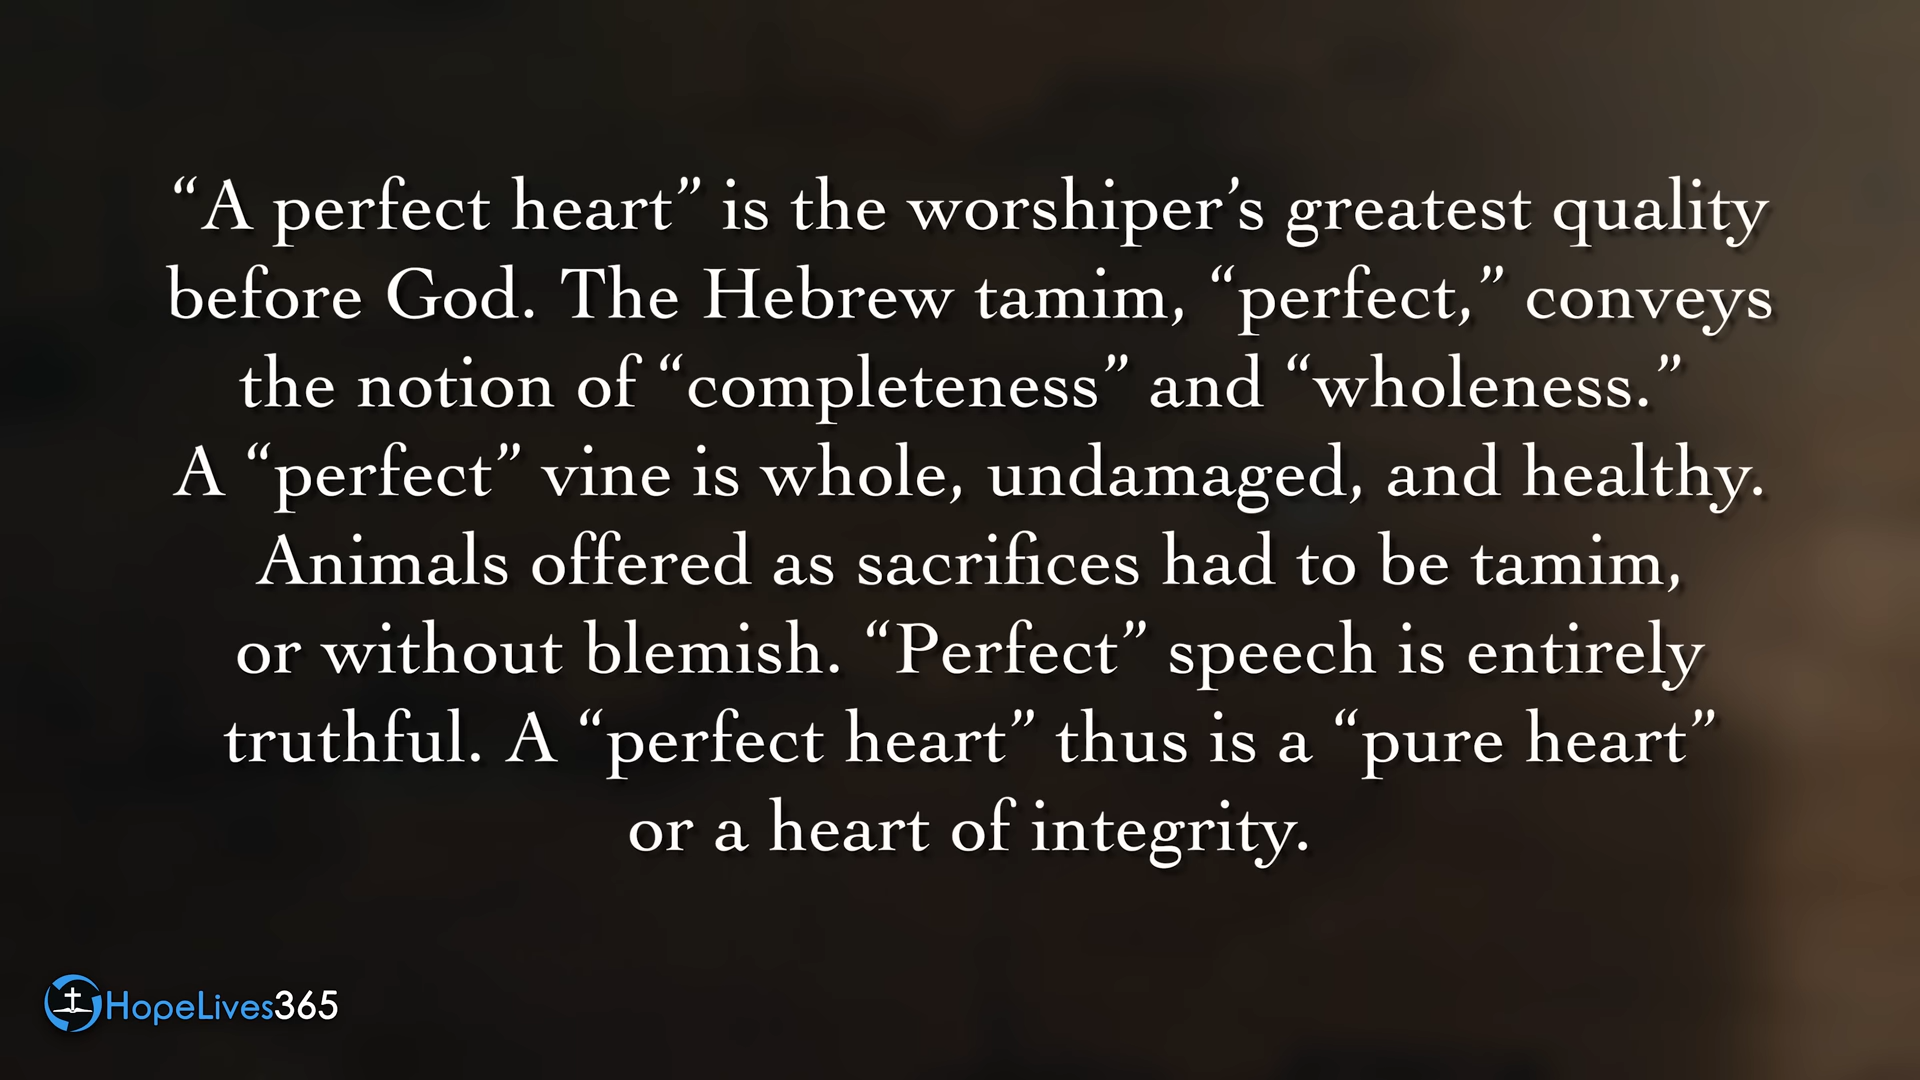 “A perfect heart” is the worshiper’s greatest quality
before God. The Hebrew tamim, “perfect,” conveys
the notion of “completeness” and “wholeness.”
A “perfect” vine is whole, undamaged, and healthy.
Animals offered as sacrifices had to be tamim,
or without blemish. “Perfect” speech is entirely
truthful. A “perfect heart” thus is a “pure heart”
or a heart of integrity.
HopeLives365